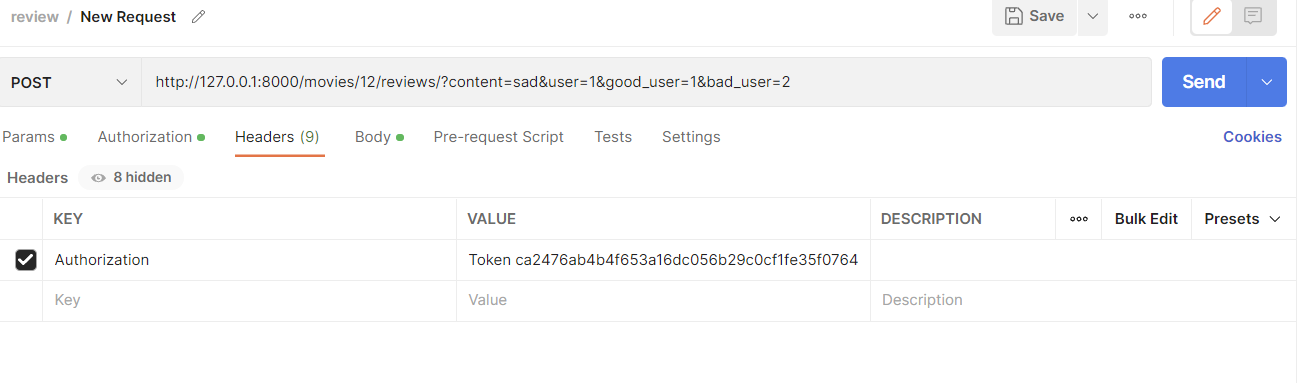 review / New Request
Save
POST
http://127.0.0.1:8000/movies/12/reviews/?content=sad&user=1&good_user=1&bad_user=2
Send
Params Authorization Headers (9) Body Pre-request Script Tests Settings Cookies
Headers 8 hidden
KEY VALUE DESCRIPTION Bulk Edit Presets
Authorization Token ca2476ab4b4f653a16dc056b29c0cf1fe35f0764
Key Value Description